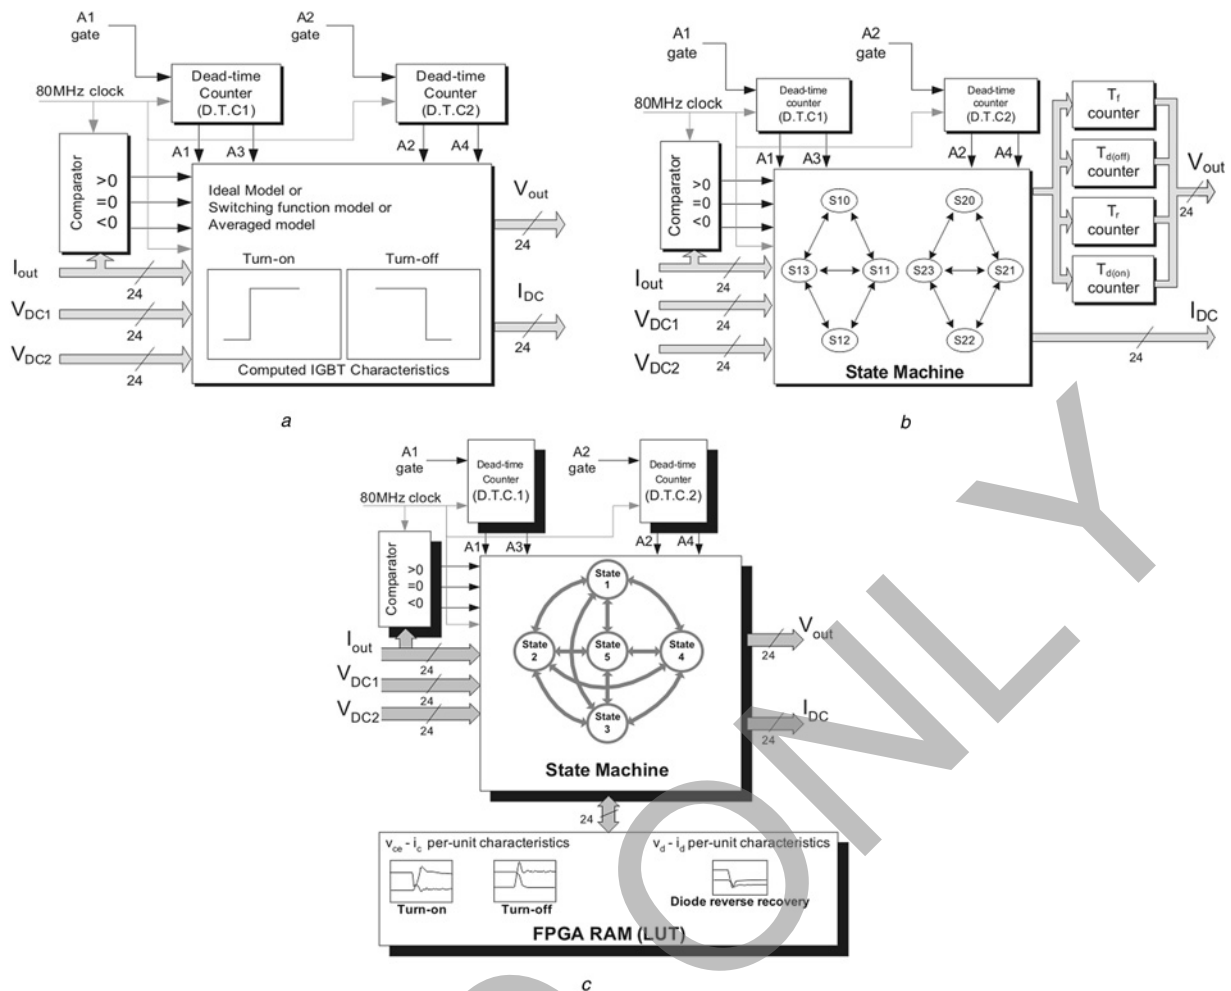 A1
gate
A2
gate
80MHz clock
Dead-time
Counter
(D.T.C1)
Dead-time
Counter
(D.T.C2)
A1
A3
A2
A4
Comparator
>0
=0
<0
Ideal Model or
Switching function model or
Averaged model
Turn-on
Turn-off
Computed IGBT Characteristics
Iout
24
VDC1
24
VDC2
24
Vout
24
IDC
24
a
A1
gate
A2
gate
80MHz clock
Dead-time
counter
(D.T.C1)
Dead-time
counter
(D.T.C2)
A1
A3
A2
A4
Comparator
>0
=0
<0
S10
S13
S11
S12
S20
S23
S21
S22
State Machine
Iout
24
VDC1
24
VDC2
24
Tf
counter
Td(off)
counter
Tr
counter
Td(on)
counter
Vout
24
IDC
24
b
A1
gate
A2
gate
80MHz clock
Dead-time
Counter
(D.T.C.1)
Dead-time
Counter
(D.T.C.2)
A1
A3
A2
A4
Comparator
>0
=0
<0
State
1
State
2
State
5
State
4
State
3
State Machine
Iout
24
VDC1
24
VDC2
24
Vout
24
IDC
24
24
vce - ic per-unit characteristics
vd - id per-unit characteristics
Turn-on
Turn-off
Diode reverse recovery
FPGA RAM (LUT)
c
ONLY